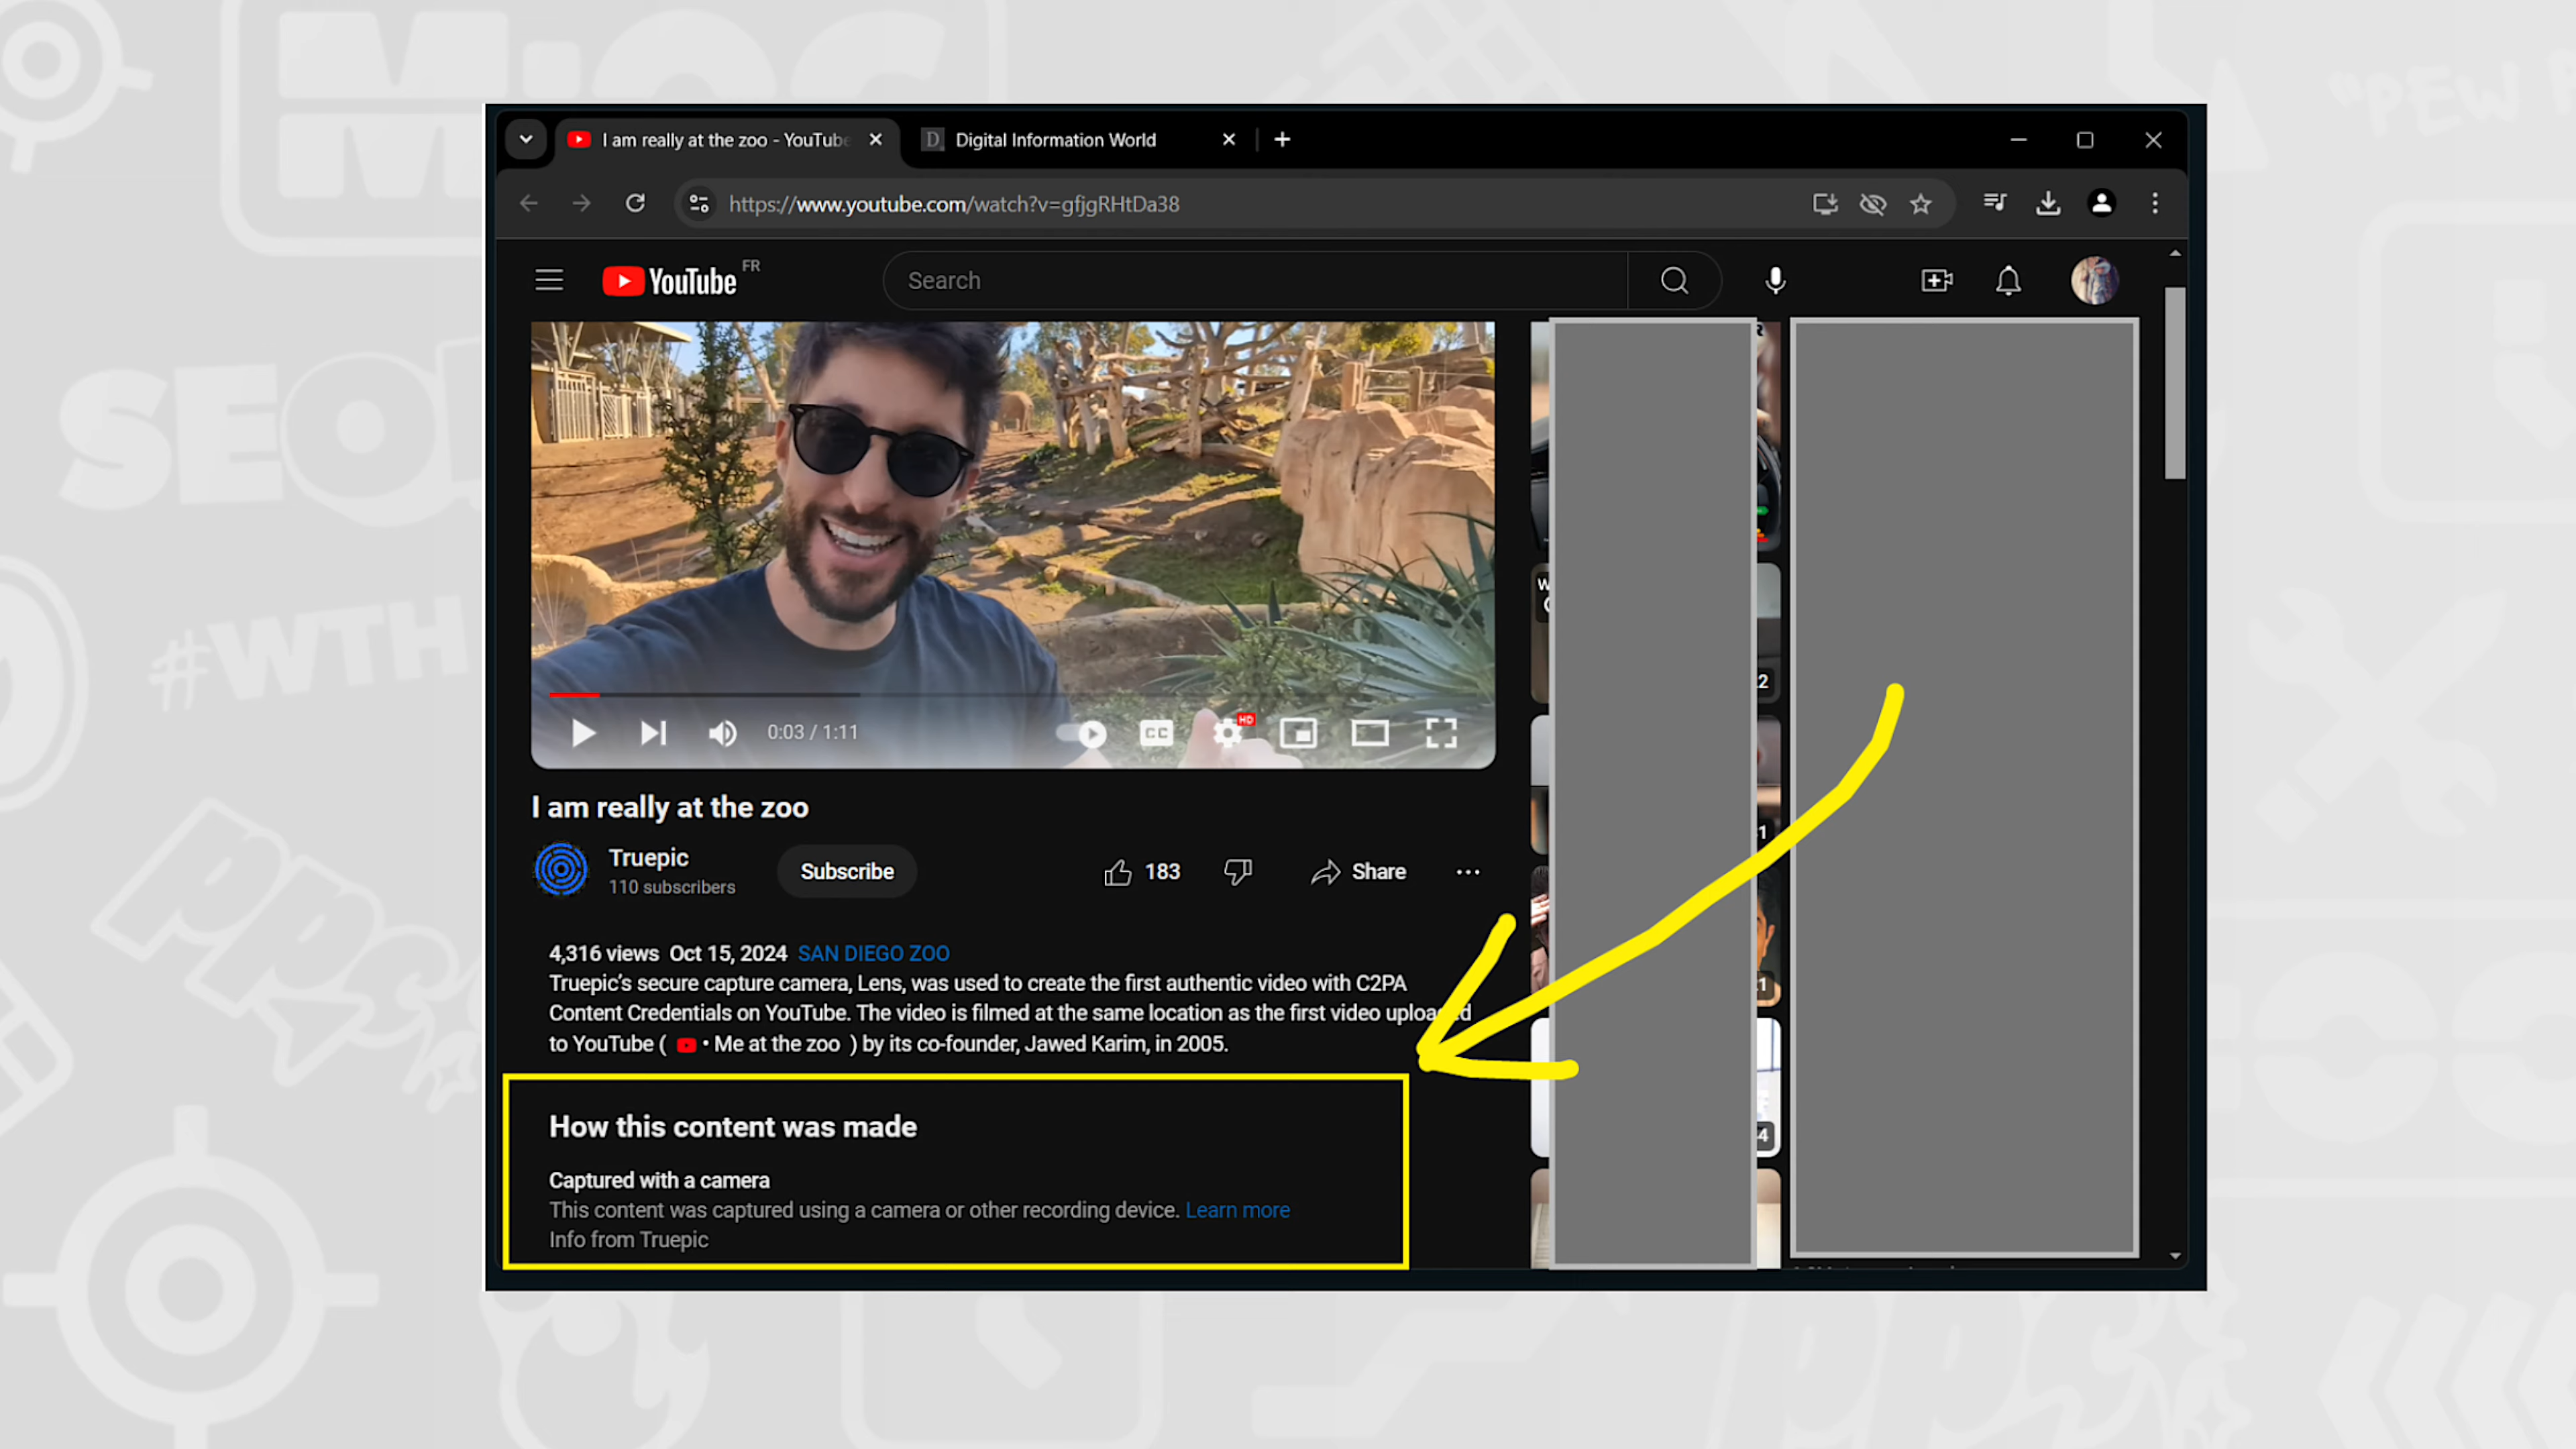 I am really at the zoo - YouTube
Digital Information World
https://www.youtube.com/watch?v=gfjgRHtDa38
YouTube FR
Search
0:03 / 1:11
CC
HD
I am really at the zoo
Truepic
110 subscribers
Subscribe
183
Share
4,316 views Oct 15, 2024 SAN DIEGO ZOO
Truepic’s secure capture camera, Lens, was used to create the first authentic video with C2PA
Content Credentials on YouTube. The video is filmed at the same location as the first video uploaded
to YouTube ( • Me at the zoo ) by its co-founder, Jawed Karim, in 2005.
How this content was made
Captured with a camera
This content was captured using a camera or other recording device. Learn more
Info from Truepic
#WTH
"PEW